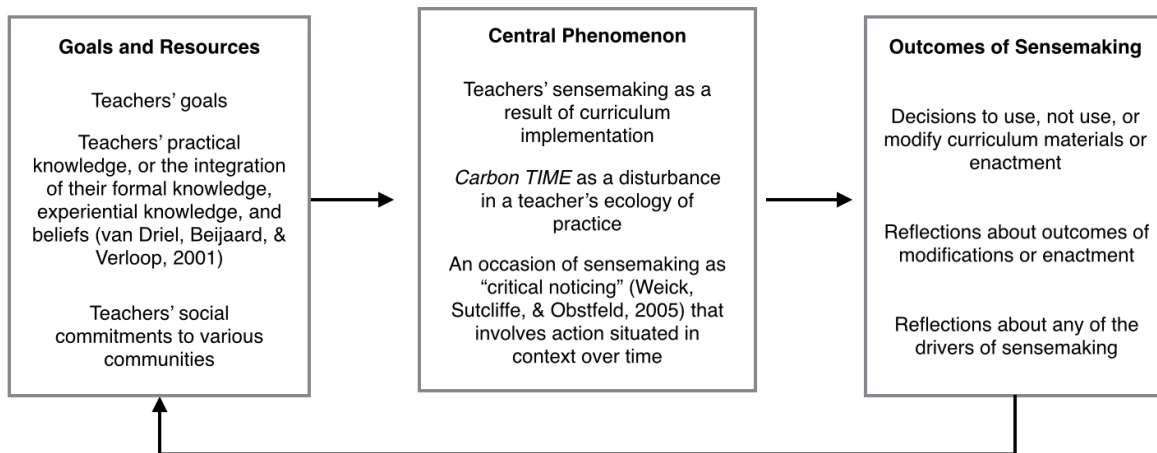 Goals and Resources
Teachers’ goals
Teachers’ practical
knowledge, or the integration
of their formal knowledge,
experiential knowledge, and
beliefs (van Driel, Beijaard, &
Verloop, 2001)
Teachers’ social
commitments to various
communities
Central Phenomenon
Teachers’ sensemaking as a
result of curriculum
implementation
Carbon TIME as a disturbance
in a teacher’s ecology of
practice
An occasion of sensemaking as
“critical noticing” (Weick,
Sutcliffe, & Obstfeld, 2005) that
involves action situated in
context over time
Outcomes of Sensemaking
Decisions to use, not use, or
modify curriculum materials or
enactment
Reflections about outcomes of
modifications or enactment
Reflections about any of the
drivers of sensemaking